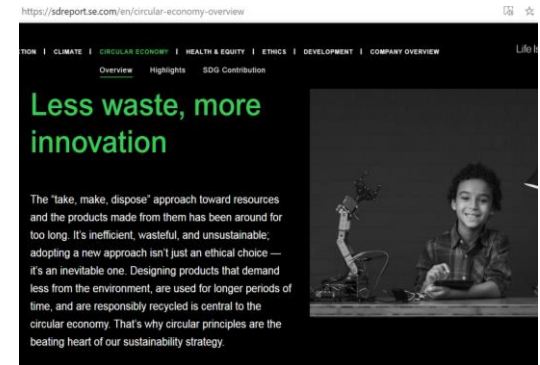 https://sdreport.se.com/en/circular-economy-overview
TION | CLIMATE | CIRCULAR ECONOMY | HEALTH & EQUITY | ETHICS | DEVELOPMENT | COMPANY OVERVIEW
Life Is
Overview Highlights SDG Contribution
Less waste, more
innovation
The "take, make, dispose" approach toward resources
and the products made from them has been around for
too long. It's inefficient, wasteful, and unsustainable;
adopting a new approach isn't just an ethical choice —
it's an inevitable one. Designing products that demand
less from the environment, are used for longer periods of
time, and are responsibly recycled is central to the
circular economy. That's why circular principles are the
beating heart of our sustainability strategy.